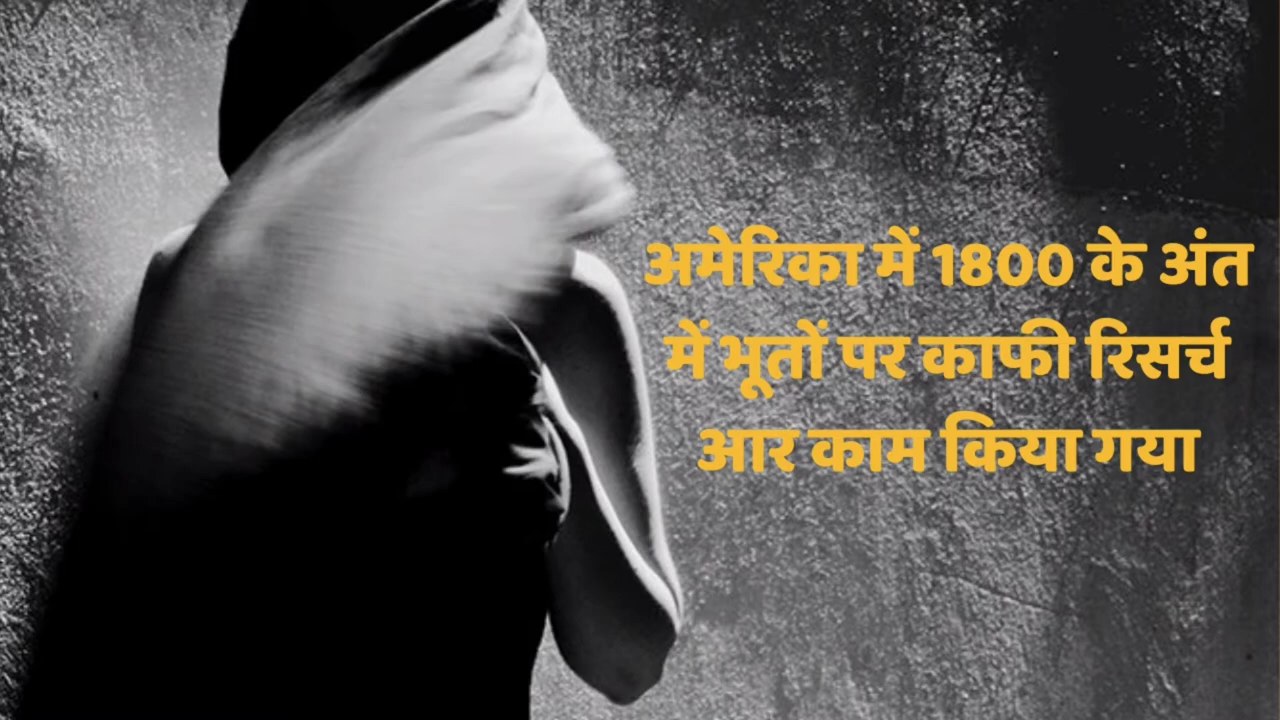 अमेरिका में 1800 के अंत
में भूतों पर काफी रिसर्च
आर काम किया गया